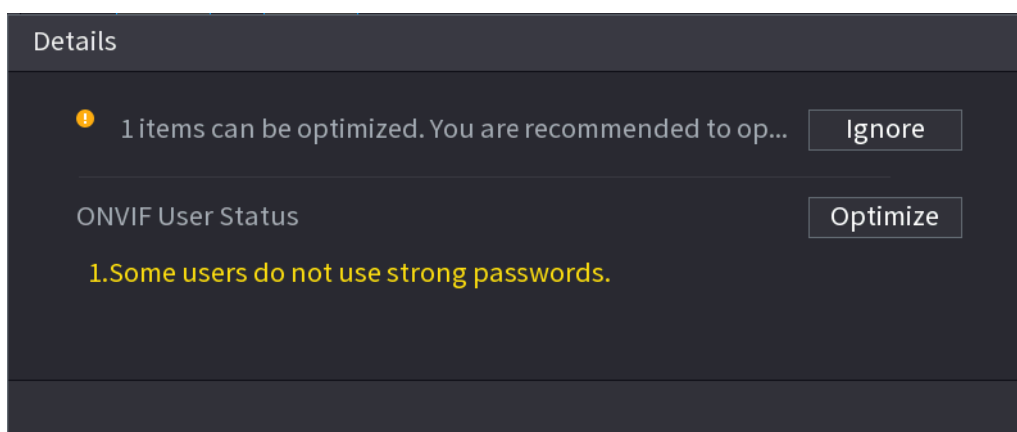 Details
1 items can be optimized. You are recommended to op...
Ignore
ONVIF User Status
Optimize
1.Some users do not use strong passwords.